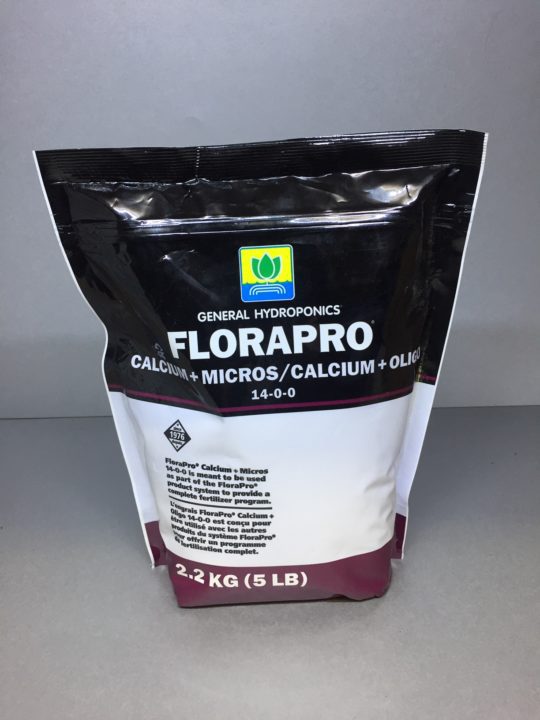 GENERAL HYDROPONICS
FLORAPRO®
CALCIUM + MICROS/CALCIUM + OLIGO
14-0-0
1976
FloraPro® Calcium + Micros
14-0-0 is meant to be used
as part of the FloraPro®
product system to provide a
complete fertilizer program.
L'engrais FloraPro® Calcium +
Oligo 14-0-0 est conçu pour
être utilisé avec les autres
produits du système FloraPro®
offrir un programme
fertilisation complet.
2.2 KG (5 LB)